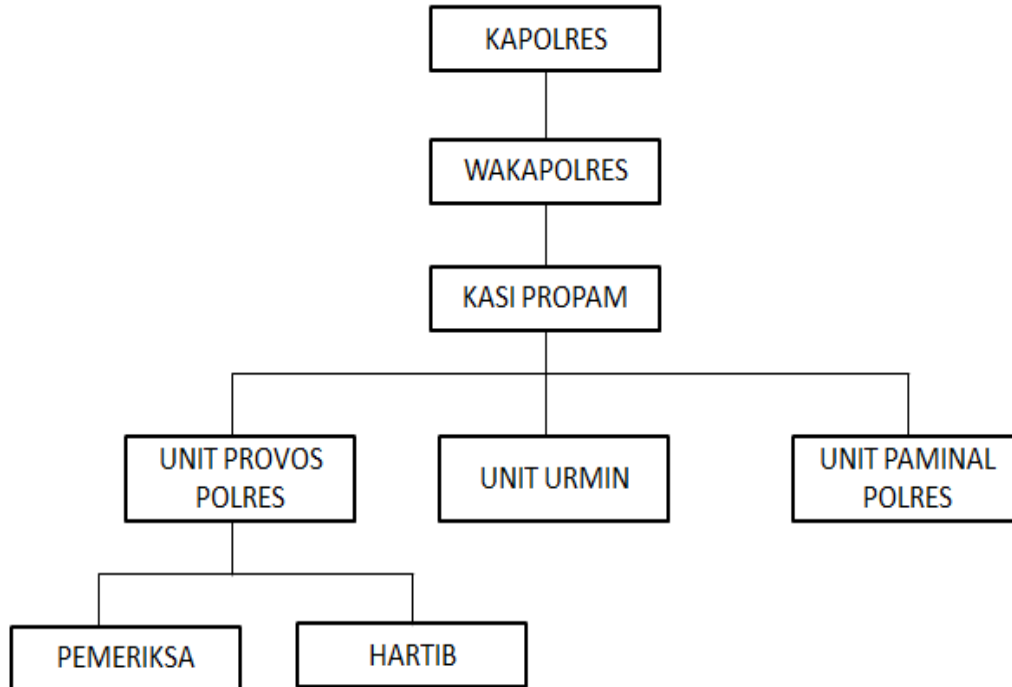 KAPOLRES
WAKAPOLRES
KASI PROPAM
UNIT PROVOS
POLRES
UNIT URMIN
UNIT PAMINAL
POLRES
PEMERIKSA
HARTIB